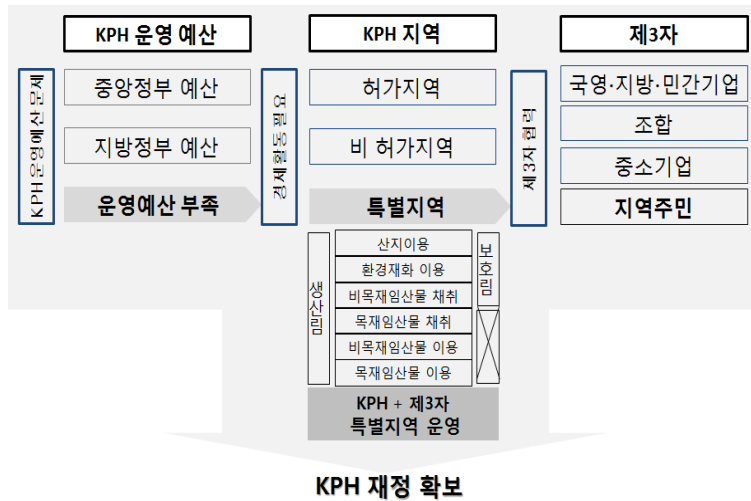 KPH 운영 예산
KPH 지역
제3자
KPH운영예산 문제
중앙정부 예산
지방정부 예산
운영예산 부족
경제활동 필요
허가지역
비 허가지역
특별지역
제3자 협력
국영·지방·민간기업
조합
중소기업
지역주민
생산림
산지이용
환경재화 이용
비목재임산물 채취
목재임산물 채취
비목재임산물 이용
목재임산물 이용
보호림
KPH + 제3자
특별지역 운영
KPH 재정 확보